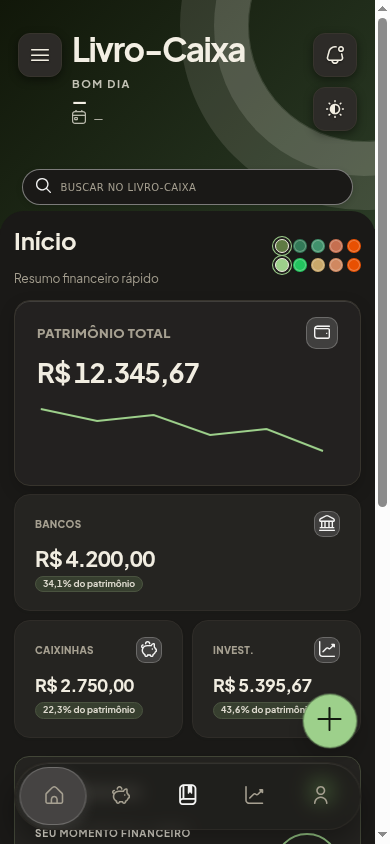 Livro-Caixa
BOM DIA
—
—
BUSCAR NO LIVRO-CAIXA
Início
Resumo financeiro rápido
PATRIMÔNIO TOTAL
R$ 12.345,67
BANCOS
R$ 4.200,00
34,1% do patrimônio
CAIXINHAS
R$ 2.750,00
22,3% do patrimônio
INVEST.
R$ 5.395,67
43,6% do patrimôni
SEU MOMENTO FINANCEIRO